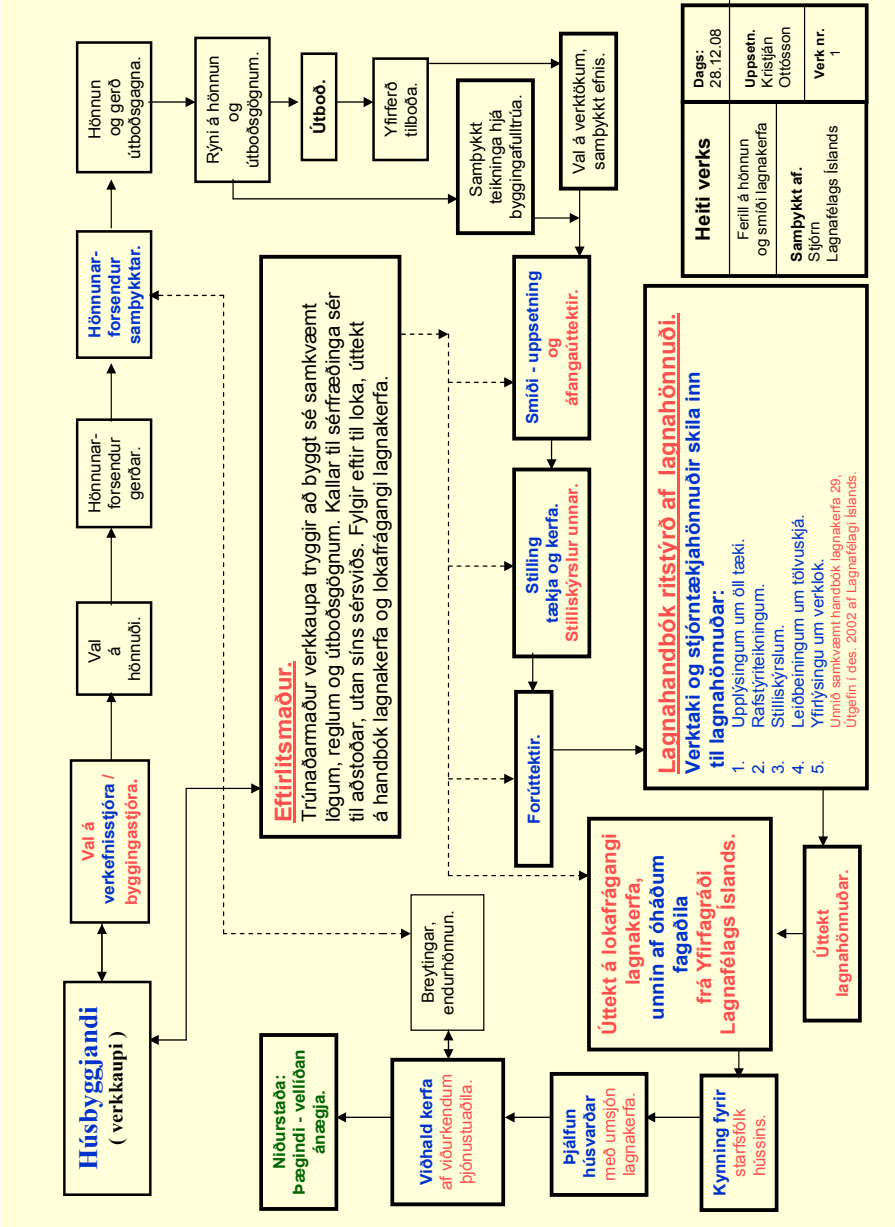 Húsbyggjandi
( verkkaupi )
Val á
verkefnisstjóra /
byggingastjóra.
Val
á
hönnuði.
Hönnunar-
forsendur
gerðar.
Hönnunar-
forsendur
samþykktar.
Hönnun
og gerð
útboðsgagna.
Rýni á hönnun
og
útboðsgögnum.
Útboð.
Yfirferð
tilboða.
Samþykkt
teikninga hjá
byggingafulltrúa.
Val á verktökum,
samþykkt efnis.
Eftirlitsmaður.
Trúnaðarmaður verkkaupa tryggir að byggt sé samkvæmt
lögum, reglum og útboðsgögnum. Kallar til sérfræðinga sér
til aðstoðar, utan síns sérsviðs. Fylgir eftir til loka, úttekt
á handbók lagnakerfa og lokafrágangi lagnakerfa.
Smíði - uppsetning
og
áfangaúttektir.
Stilling
tækja og kerfa.
Stilliskýrslur unnar.
Forúttektir.
Lagnahandbók ritstýrð af lagnahönnuði.
Verktaki og stjórntækjahönnuðir skila inn
til lagnahönnuðar:
1. Upplýsingum um öll tæki.
2. Rafstýriteikningum.
3. Stilliskýrslum.
4. Leiðbeiningum um tölvuskjá.
5. Yfirlýsingu um verklok.
Unnið samkvæmt handbók lagnakerfa 29,
Útgefin í des. 2002 af Lagnafélagi Íslands.
Úttekt
lagnahönnuðar.
Úttekt á lokafrágangi
lagnakerfa,
unnin af óháðum
fagaðila
frá Yfirfagráði
Lagnafélags Íslands.
Kynning fyrir
starfsfólk
hússins.
Þjálfun
húsvarðar
með umsjón
lagnakerfa.
Viðhald kerfa
af viðurkendum
þjónustuaðila.
Breytingar,
endurhönnun.
Niðurstaða:
Þægindi - vellíðan
ánægja.
Heiti verks
Ferill á hönnun
og smíði lagnakerfa
Samþykkt af.
Stjórn
Lagnafélags Íslands
Dags:
28.12.08
Uppsetn.
Kristján
Ottósson
Verk nr.
1